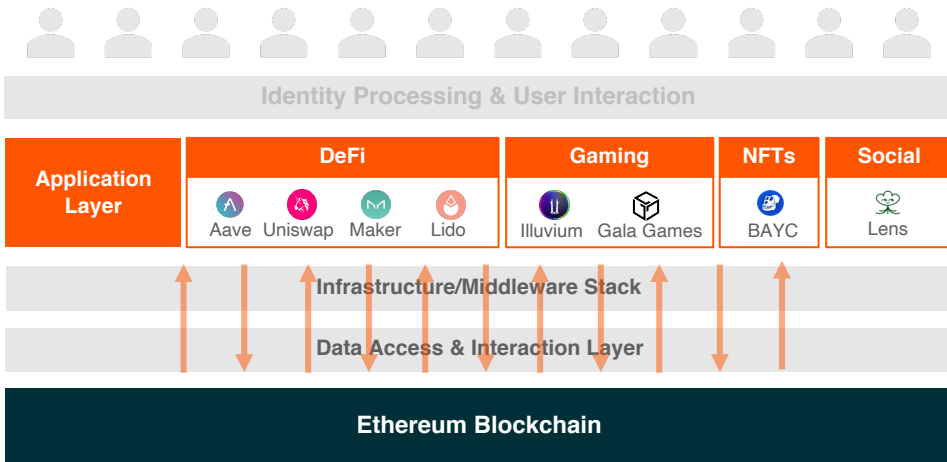 Identity Processing & User Interaction
Application
Layer
DeFi
Gaming
NFTs
Social
Aave
Uniswap
Maker
Lido
Illuvium
Gala Games
BAYC
Lens
Infrastructure/Middleware Stack
Data Access & Interaction Layer
Ethereum Blockchain